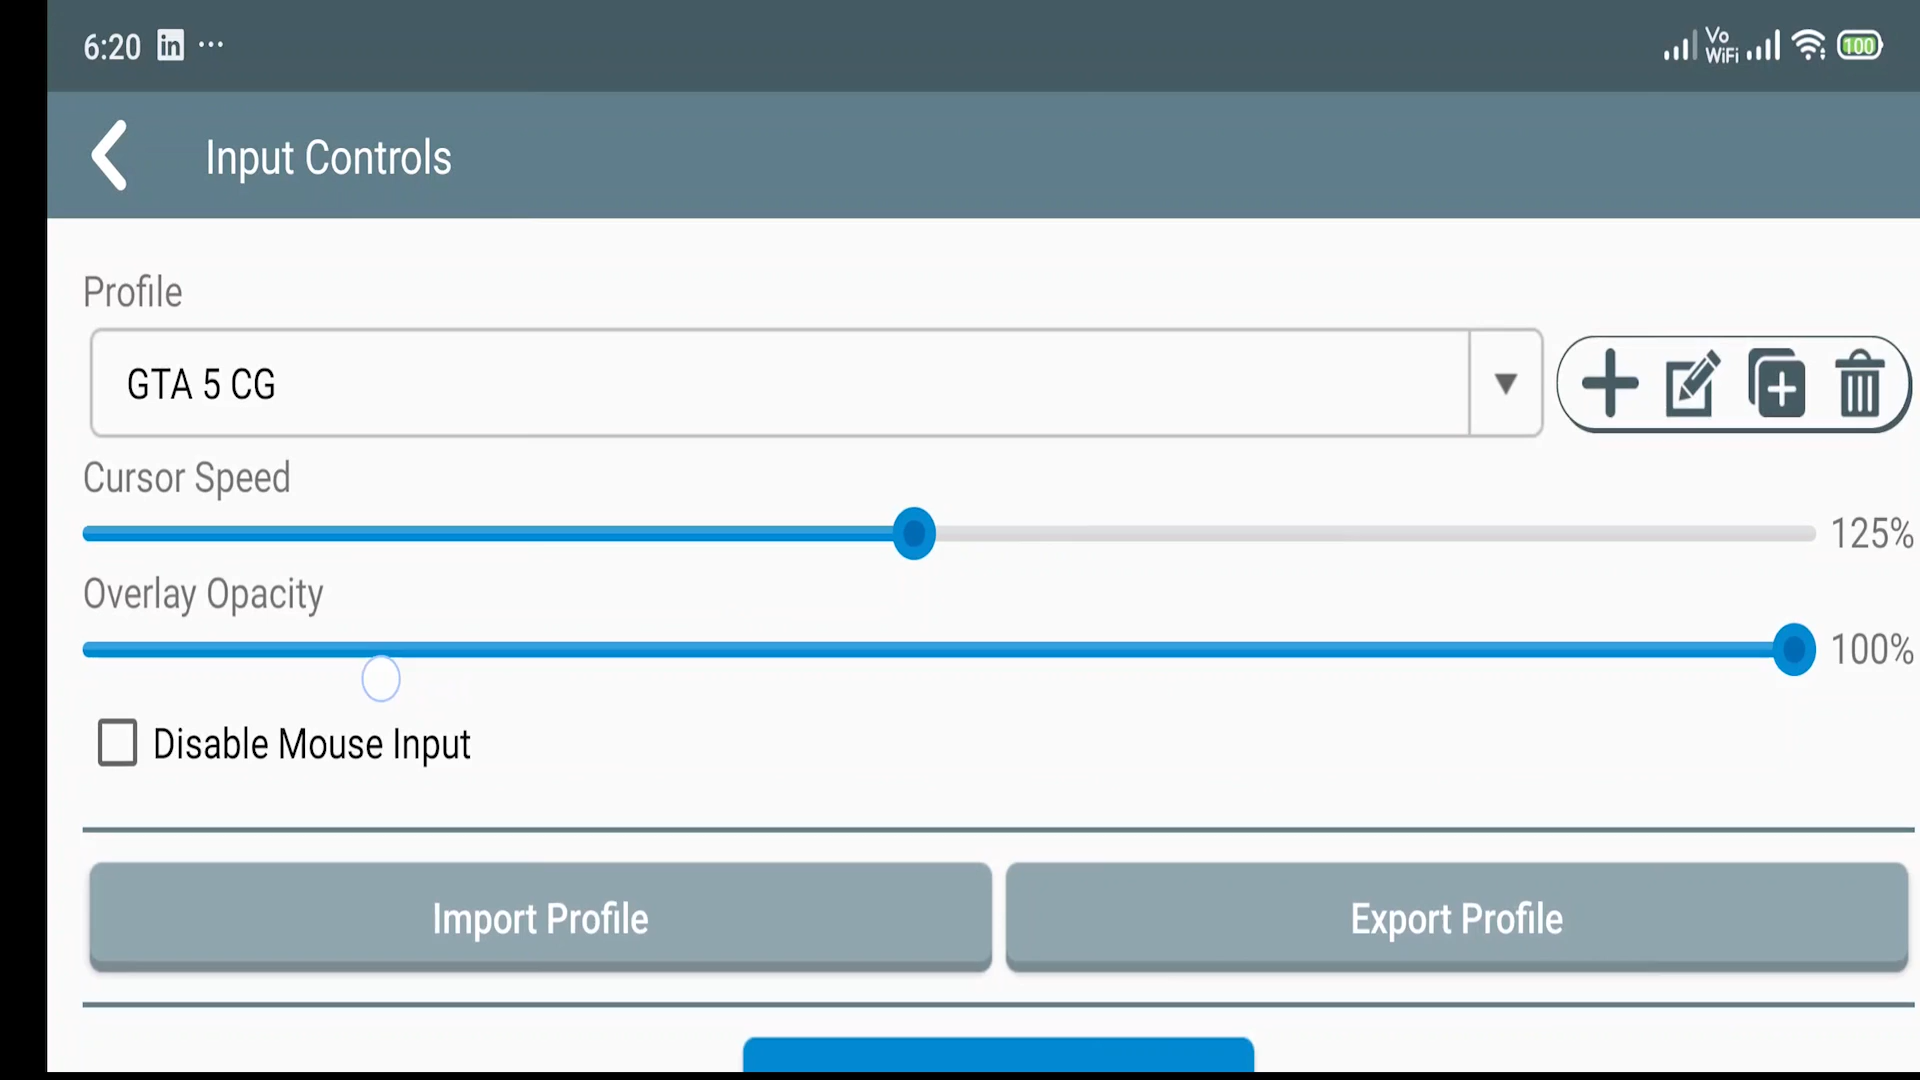 6:20 in ... Vo WiFi 100
Input Controls
Profile
GTA 5 CG
Cursor Speed
125%
Overlay Opacity
100%
Disable Mouse Input
Import Profile Export Profile